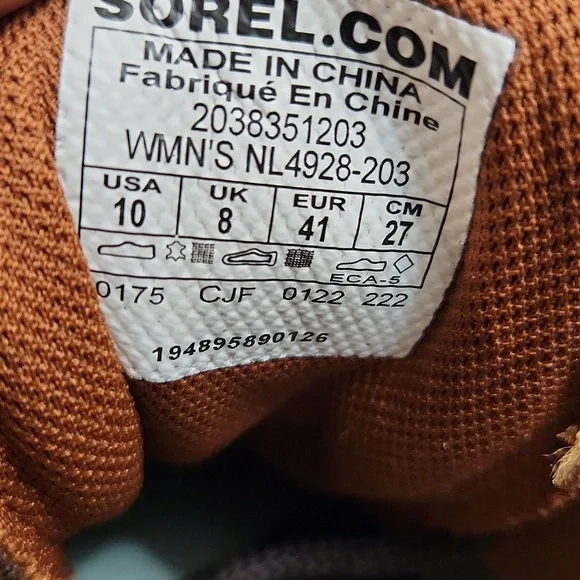 SOREL.COM
MADE IN CHINA
Fabriqué En Chine
2038351203
WMN'S NL4928-203
USA UK EUR CM
10 8 41 27
ECA-5
0175 CJF 0122 222
194895890126